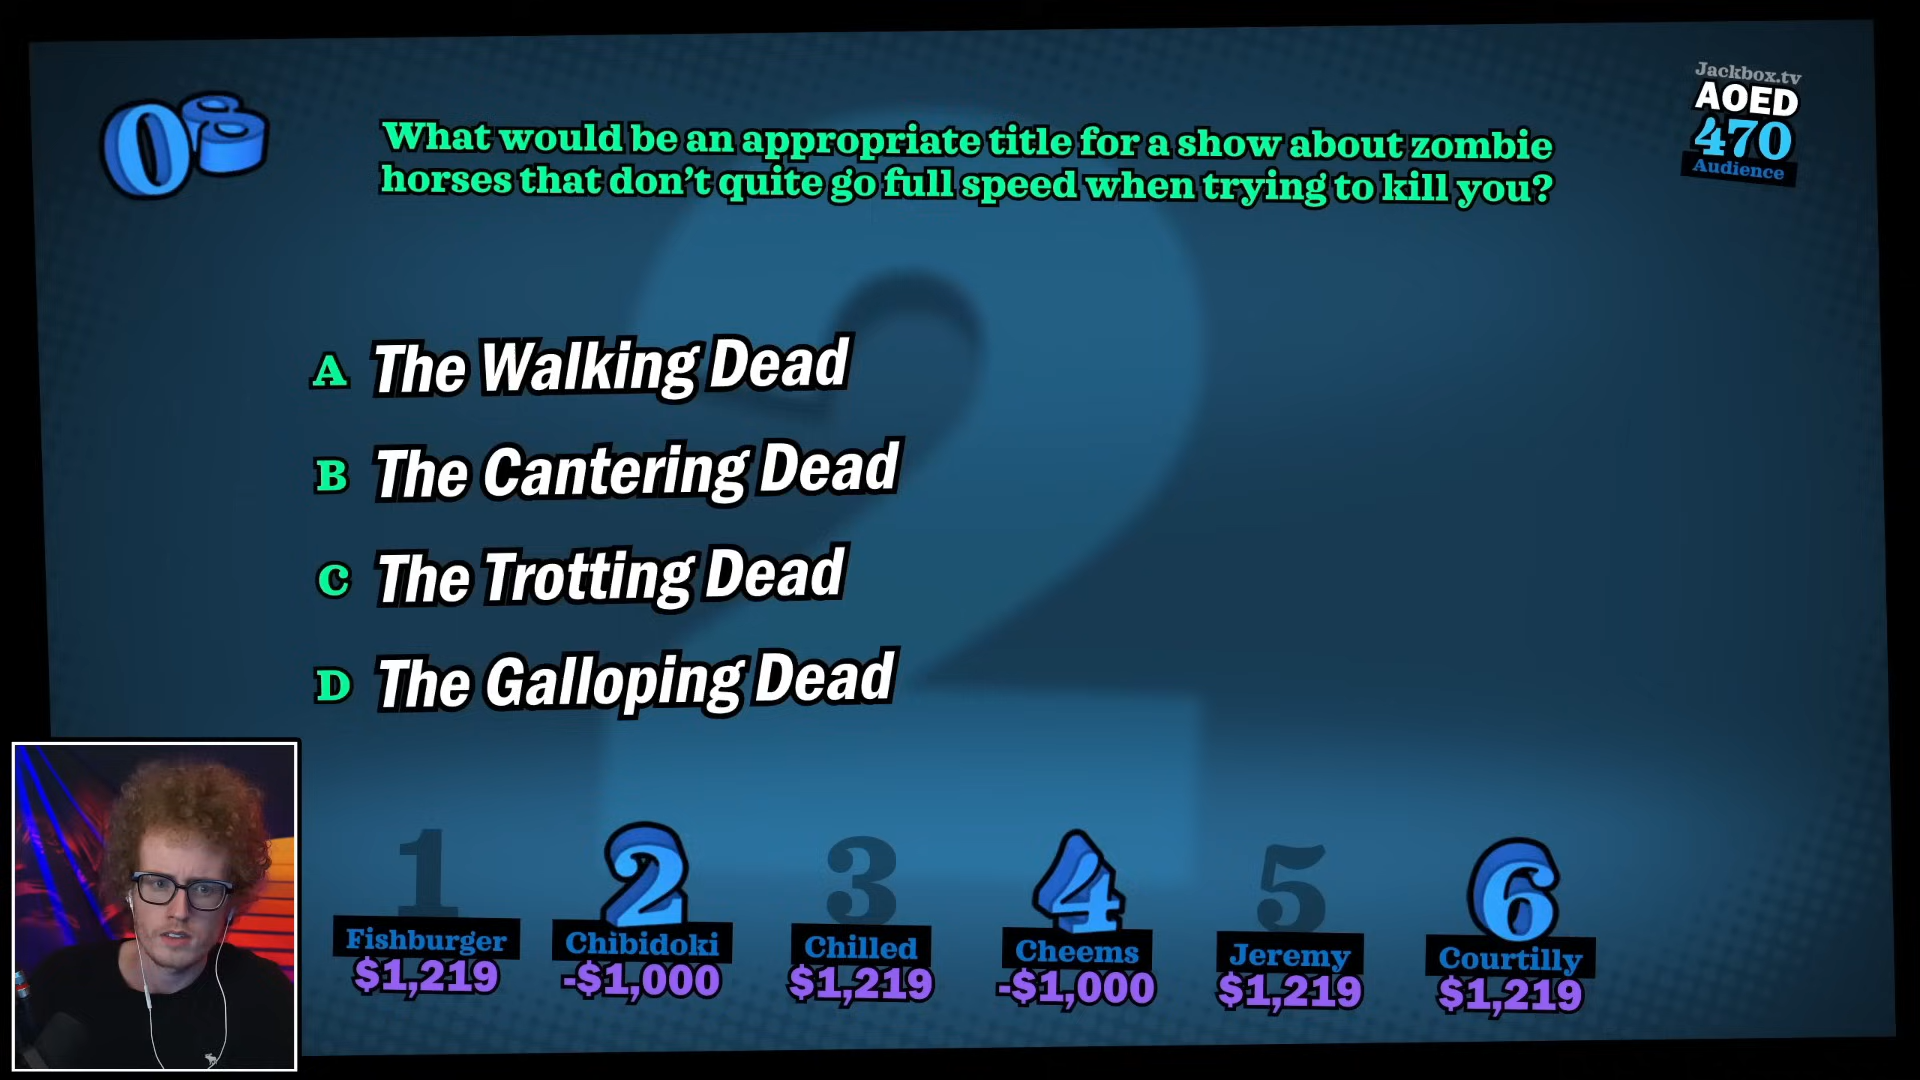 08
What would be an appropriate title for a show about zombie
horses that don't quite go full speed when trying to kill you?
Jackbox.tv
AOED
470
Audience
2
A The Walking Dead
B The Cantering Dead
C The Trotting Dead
D The Galloping Dead
1 2 3 4 5 6
Fishburger Chibidoki Chilled Cheems Jeremy Courtilly
$1,219 -$1,000 $1,219 -$1,000 $1,219 $1,219